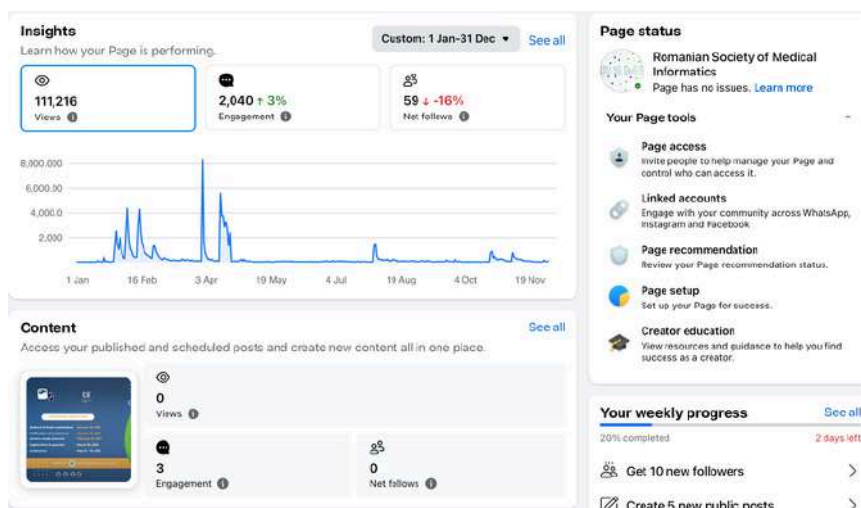 Insights
Learn how your Page is performing.
Custom: 1 Jan-31 Dec
See all
111,216
Views
2,040 ↑ 3%
Engagement
59 ↓ -16%
Net follows
8,000.000
6,000.00
4,000.0
2,000
1 Jan
16 Feb
3 Apr
19 May
4 Jul
19 Aug
4 Oct
19 Nov
Content
See all
Access your published and scheduled posts and create new content all in one place.
0
Views
3
Engagement
0
Net follows
Page status
Romanian Society of Medical
Informatics
Page has no issues. Learn more
Your Page tools
Page access
Invite people to help manage your Page and
control who can access it.
Linked accounts
Engage with your community across WhatsApp,
Instagram and Facebook
Page recommendation
Review your Page recommendation status.
Page setup
Set up your Page for success.
Creator education
View resources and guidance to help you find
success as a creator.
Your weekly progress
See all
20% completed
2 days left
Get 10 new followers
Create 5 new public posts